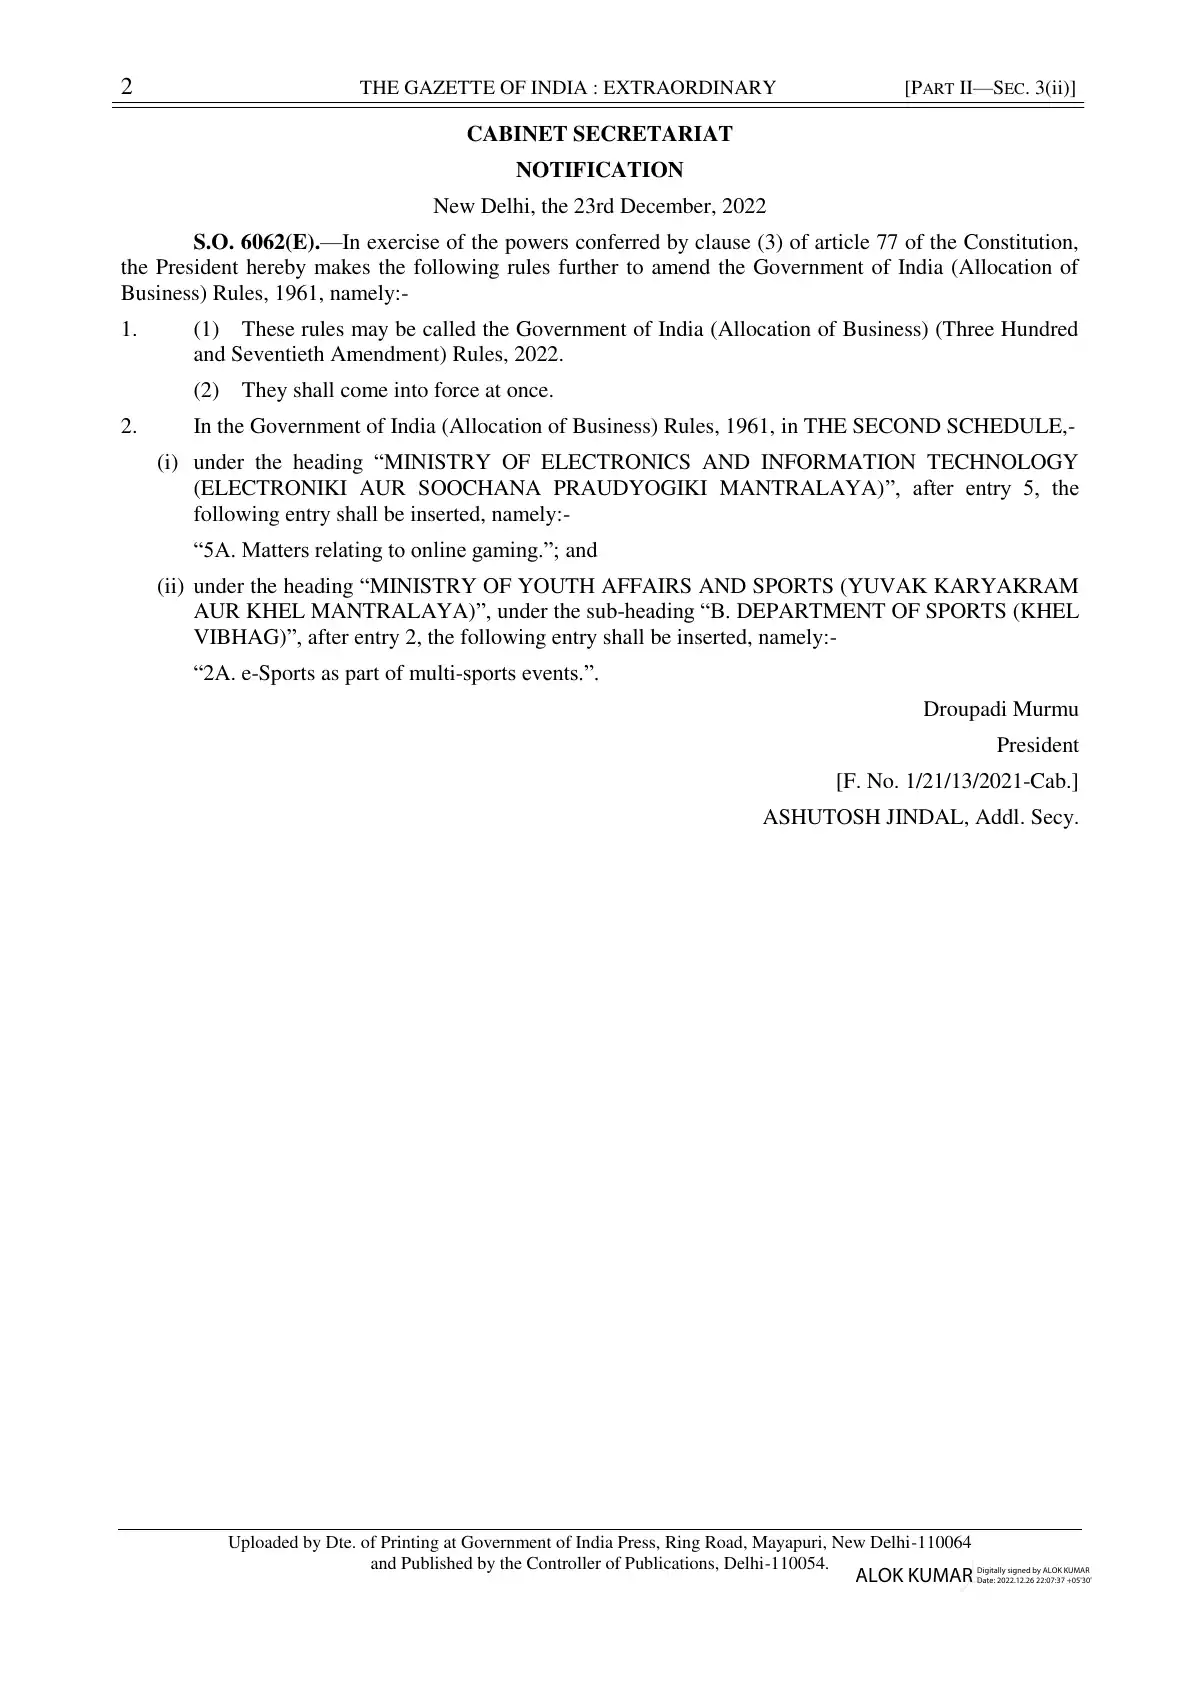 2 THE GAZETTE OF INDIA : EXTRAORDINARY [PART II—SEC. 3(ii)]
CABINET SECRETARIAT
NOTIFICATION
New Delhi, the 23rd December, 2022
S.O. 6062(E).—In exercise of the powers conferred by clause (3) of article 77 of the Constitution,
the President hereby makes the following rules further to amend the Government of India (Allocation of
Business) Rules, 1961, namely:-
1. (1) These rules may be called the Government of India (Allocation of Business) (Three Hundred
and Seventieth Amendment) Rules, 2022.
(2) They shall come into force at once.
2. In the Government of India (Allocation of Business) Rules, 1961, in THE SECOND SCHEDULE,-
(i) under the heading “MINISTRY OF ELECTRONICS AND INFORMATION TECHNOLOGY
(ELECTRONIKI AUR SOOCHANA PRAUDYOGIKI MANTRALAYA)”, after entry 5, the
following entry shall be inserted, namely:-
“5A. Matters relating to online gaming.”; and
(ii) under the heading “MINISTRY OF YOUTH AFFAIRS AND SPORTS (YUVAK KARYAKRAM
AUR KHEL MANTRALAYA)”, under the sub-heading “B. DEPARTMENT OF SPORTS (KHEL
VIBHAG)”, after entry 2, the following entry shall be inserted, namely:-
“2A. e-Sports as part of multi-sports events.”.
Droupadi Murmu
President
[F. No. 1/21/13/2021-Cab.]
ASHUTOSH JINDAL, Addl. Secy.
Uploaded by Dte. of Printing at Government of India Press, Ring Road, Mayapuri, New Delhi-110064
and Published by the Controller of Publications, Delhi-110054.
ALOK KUMAR Digitally signed by ALOK KUMAR
Date: 2022.12.26 22:07:37 +05'30'